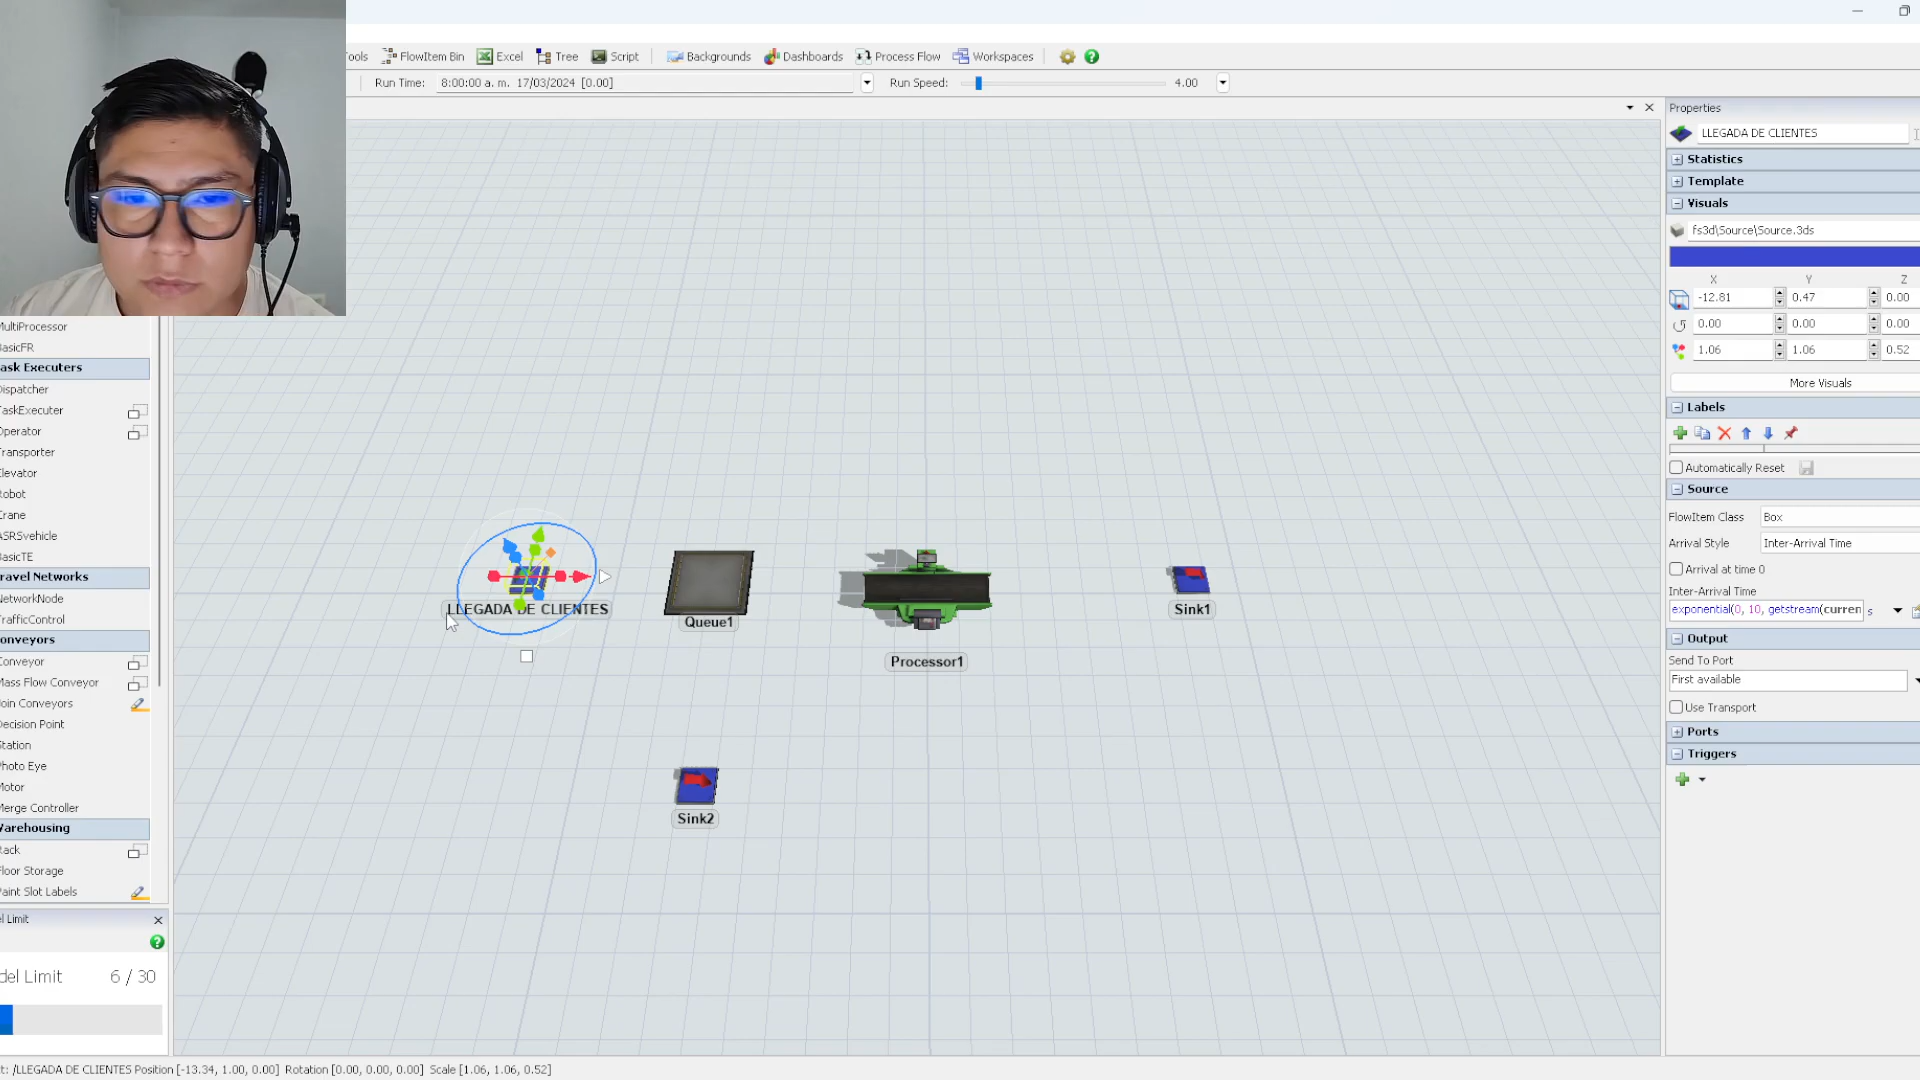 ools FlowItem Bin Excel Tree Script Backgrounds Dashboards Process Flow Workspaces
Run Time: 8:00:00 a. m. 17/03/2024 [0.00] Run Speed: 4.00
MultiProcessor
BasicFR
ask Executers
Dispatcher
TaskExecuter
Operator
Transporter
Elevator
Robot
Crane
ASRSvehicle
BasicTE
ravel Networks
NetworkNode
TrafficControl
onveyors
Conveyor
Mass Flow Conveyor
Join Conveyors
Decision Point
Station
Photo Eye
Motor
Merge Controller
Warehousing
Rack
Floor Storage
Paint Slot Labels
el Limit
del Limit 6 / 30
LLEGADA DE CLIENTES
Queue1
Processor1
Sink1
Sink2
Properties
LLEGADA DE CLIENTES
Statistics
Template
Visuals
fs3d\Source\Source.3ds
X Y Z
-12.81 0.47 0.00
0.00 0.00 0.00
1.06 1.06 0.52
More Visuals
Labels
Automatically Reset
Source
FlowItem Class Box
Arrival Style Inter-Arrival Time
Arrival at time 0
Inter-Arrival Time
exponential(0, 10, getstream(curren s
Output
Send To Port
First available
Use Transport
Ports
Triggers
t: /LLEGADA DE CLIENTES Position [-13.34, 1.00, 0.00] Rotation [0.00, 0.00, 0.00] Scale [1.06, 1.06, 0.52]